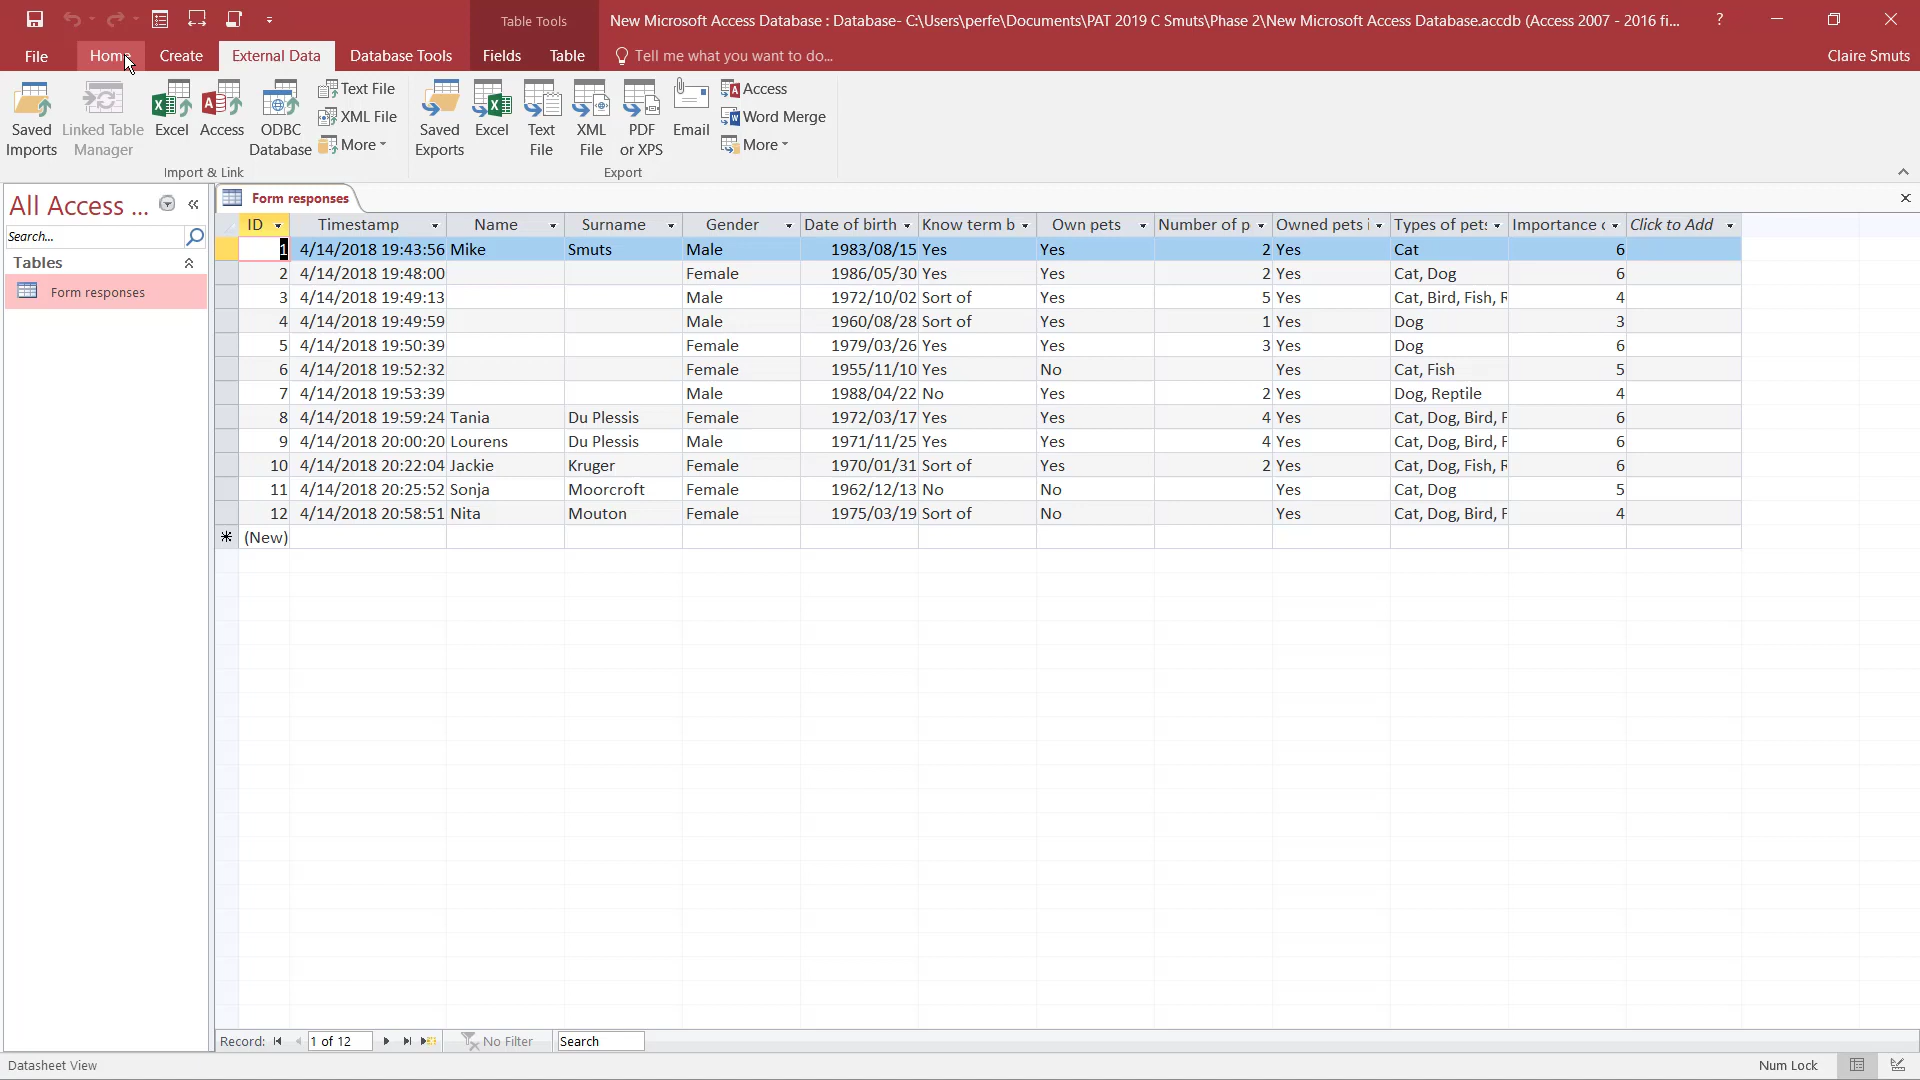 Table Tools
New Microsoft Access Database : Database- C:\Users\perfe\Documents\PAT 2019 C Smuts\Phase 2\New Microsoft Access Database.accdb (Access 2007 - 2016 fi...
?
File Home Create External Data Database Tools Fields Table Tell me what you want to do... Claire Smuts
Saved Imports
Linked Table Manager
Excel
Access
ODBC Database
Text File
XML File
More
Import & Link
Saved Exports
Excel
Text File
XML File
PDF or XPS
Email
Access
Word Merge
More
Export
All Access ...
Search...
Tables
Form responses
Form responses
ID Timestamp Name Surname Gender Date of birth Know term b Own pets Number of p Owned pets i Types of pets Importance c Click to Add
1 4/14/2018 19:43:56 Mike Smuts Male 1983/08/15 Yes Yes 2 Yes Cat 6
2 4/14/2018 19:48:00 Female 1986/05/30 Yes Yes 2 Yes Cat, Dog 6
3 4/14/2018 19:49:13 Male 1972/10/02 Sort of Yes 5 Yes Cat, Bird, Fish, R 4
4 4/14/2018 19:49:59 Male 1960/08/28 Sort of Yes 1 Yes Dog 3
5 4/14/2018 19:50:39 Female 1979/03/26 Yes Yes 3 Yes Dog 6
6 4/14/2018 19:52:32 Female 1955/11/10 Yes No Yes Cat, Fish 5
7 4/14/2018 19:53:39 Male 1988/04/22 No Yes 2 Yes Dog, Reptile 4
8 4/14/2018 19:59:24 Tania Du Plessis Female 1972/03/17 Yes Yes 4 Yes Cat, Dog, Bird, F 6
9 4/14/2018 20:00:20 Lourens Du Plessis Male 1971/11/25 Yes Yes 4 Yes Cat, Dog, Bird, F 6
10 4/14/2018 20:22:04 Jackie Kruger Female 1970/01/31 Sort of Yes 2 Yes Cat, Dog, Fish, R 6
11 4/14/2018 20:25:52 Sonja Moorcroft Female 1962/12/13 No No Yes Cat, Dog 5
12 4/14/2018 20:58:51 Nita Mouton Female 1975/03/19 Sort of No Yes Cat, Dog, Bird, F 4
(New)
Record: 1 of 12 No Filter Search
Datasheet View Num Lock